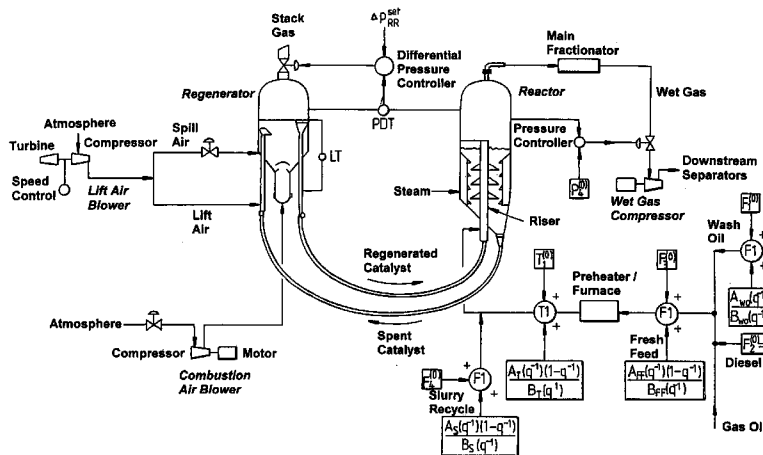 Δp_RR^set
Stack
Gas
Differential
Pressure
Controller
Main
Fractionator
Regenerator
Reactor
Wet Gas
PDT
Atmosphere
Compressor
Turbine
Spill
Air
LT
Pressure
Controller
Downstream
Separators
Speed
Control
Lift Air
Blower
Lift
Air
Steam
Riser
Wet Gas
Compressor
Wash
Oil
F1
Regenerated
Catalyst
Preheater /
Furnace
Atmosphere
Spent
Catalyst
T1
F1
Fresh
Feed
Diesel
Compressor
Motor
Combustion
Air Blower
F1
Slurry
Recycle
A_T(q⁻¹)(1-q⁻¹)
A_FF(q⁻¹)(1-q⁻¹)
B_FF(q⁻¹)
A_S(q⁻¹)(1-q⁻¹)
B_S(q⁻¹)
Gas Oil